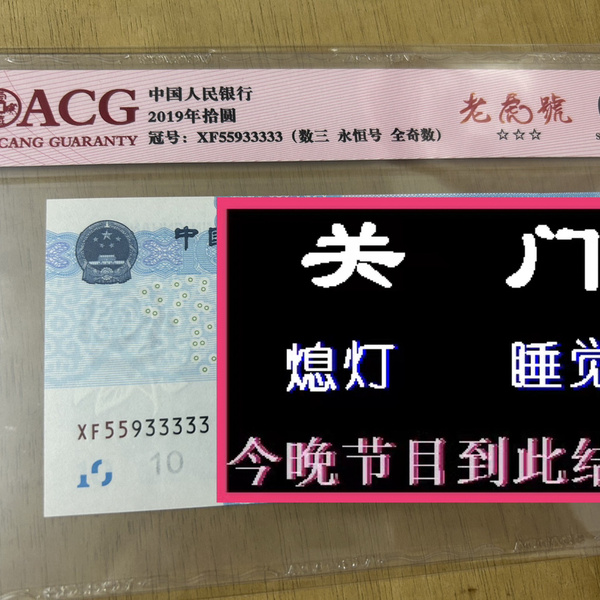 ACG
CANG GUARANTY
中国人民银行
2019年拾圆
冠号：XF55933333（数三 永恒号 全奇数）
老虎號
☆☆☆
中国
XF55933333
10
10
关 门
熄灯 睡觉
今晚节目到此结